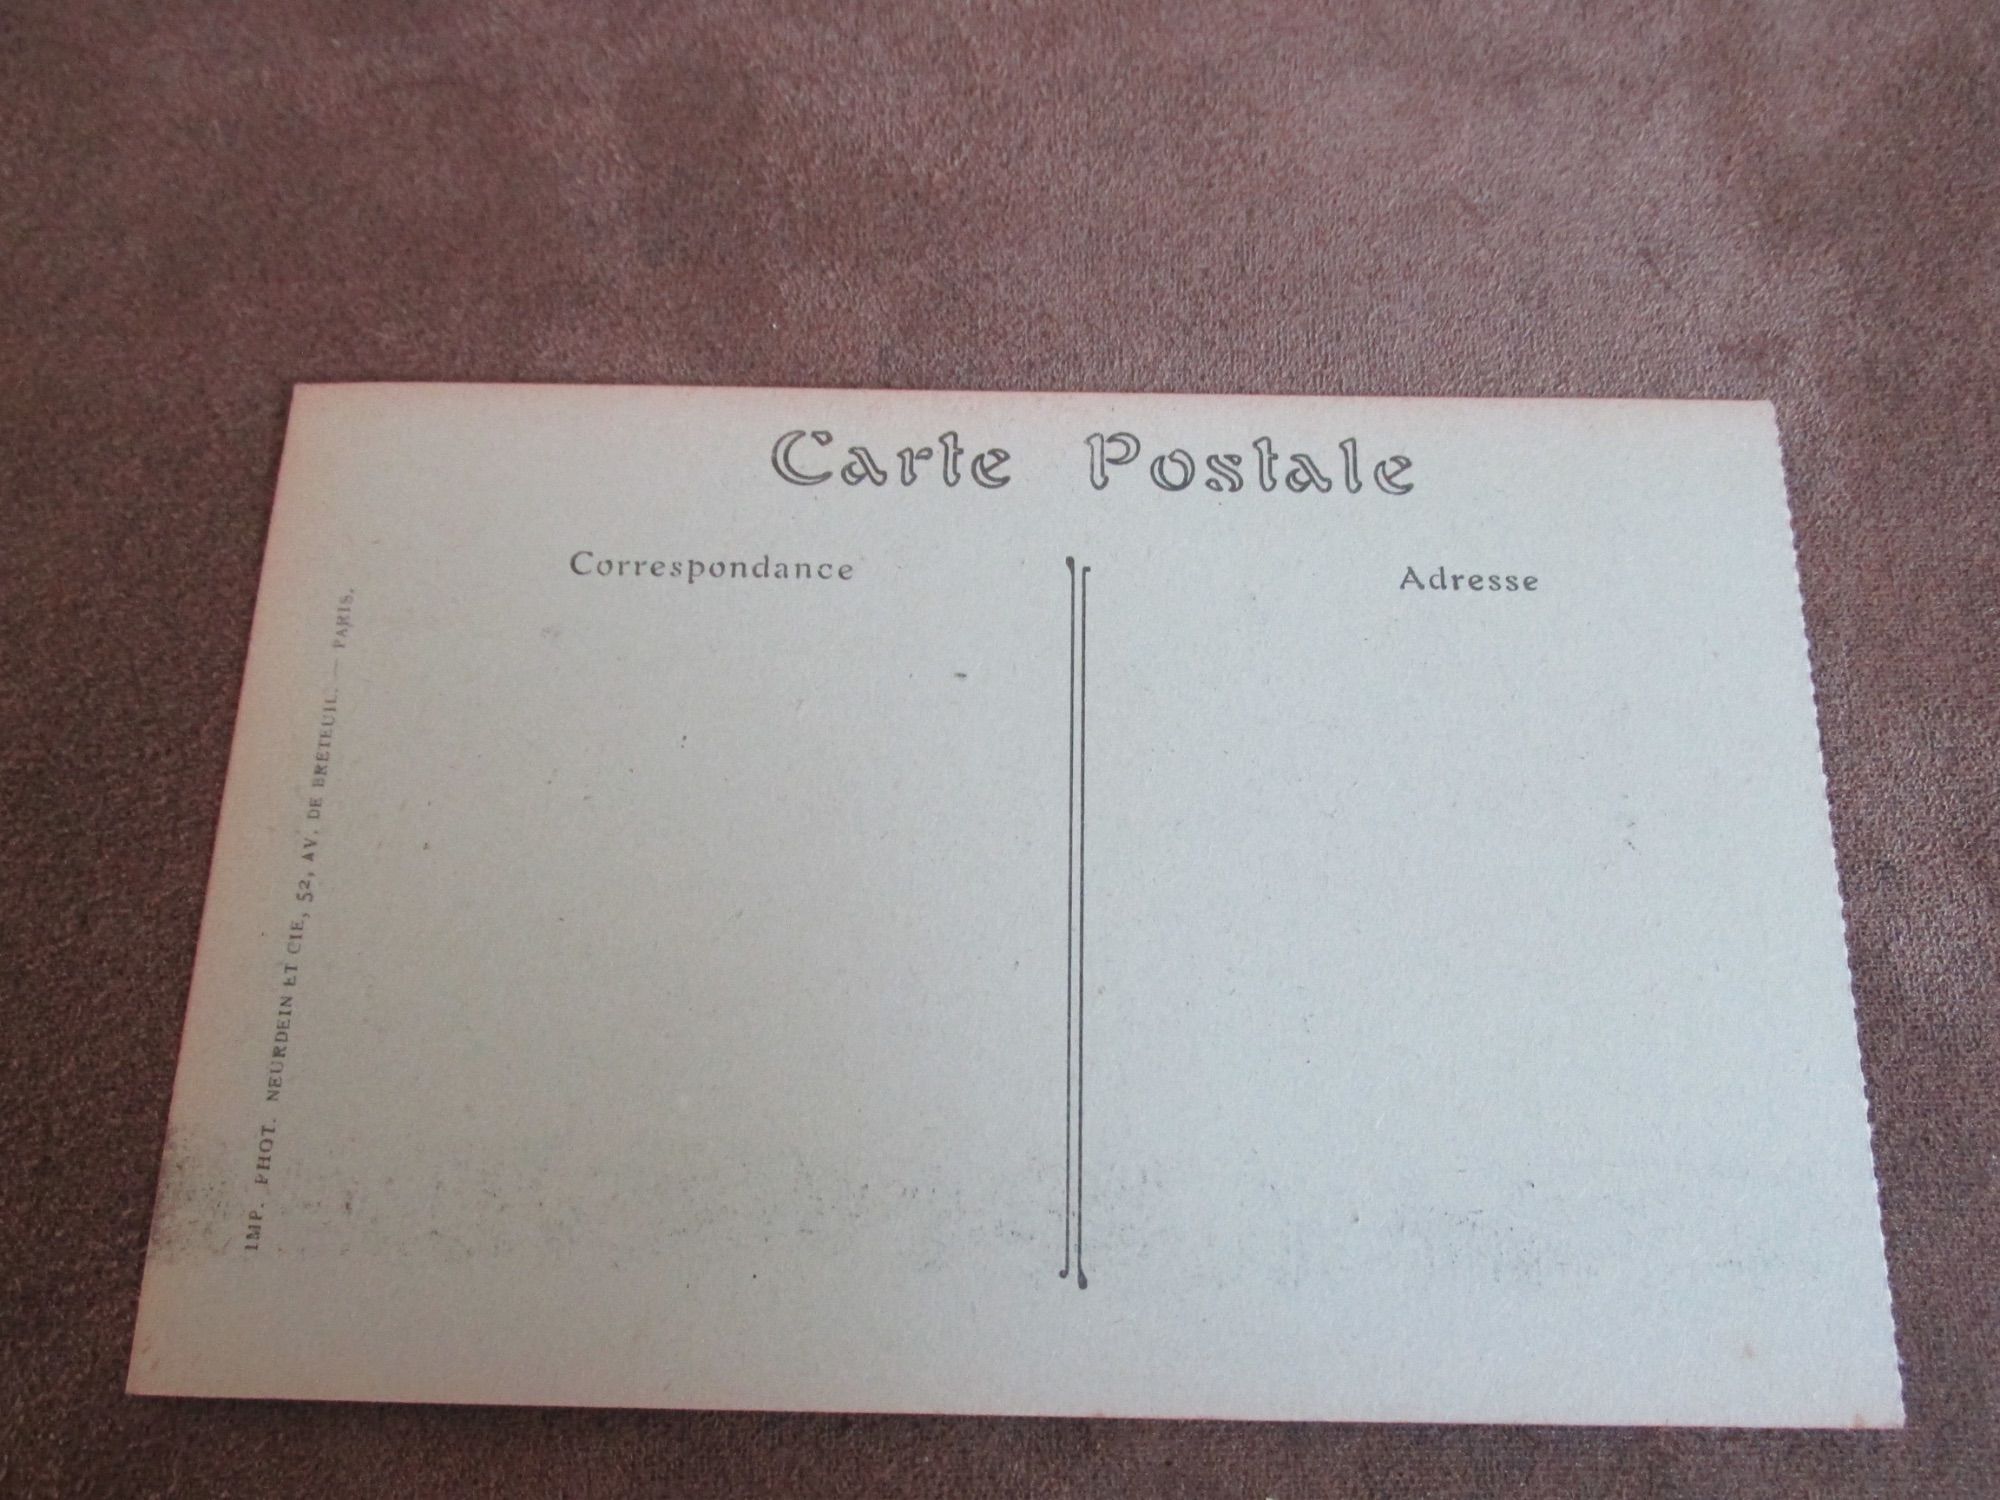 Carte Postale
Correspondance
Adresse
IMP. PHOT. NEURDEIN ET CIE, 52, AV. DE BRETEUIL. — PARIS.